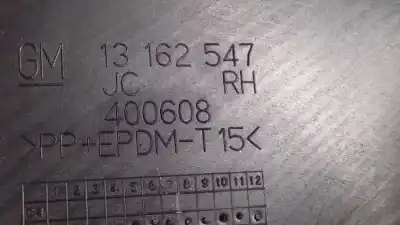 GM 13 162 547
JC RH
400608
>PP+EPDM-T15<
1 2 3 4 5 6 7 8 9 10 11 12